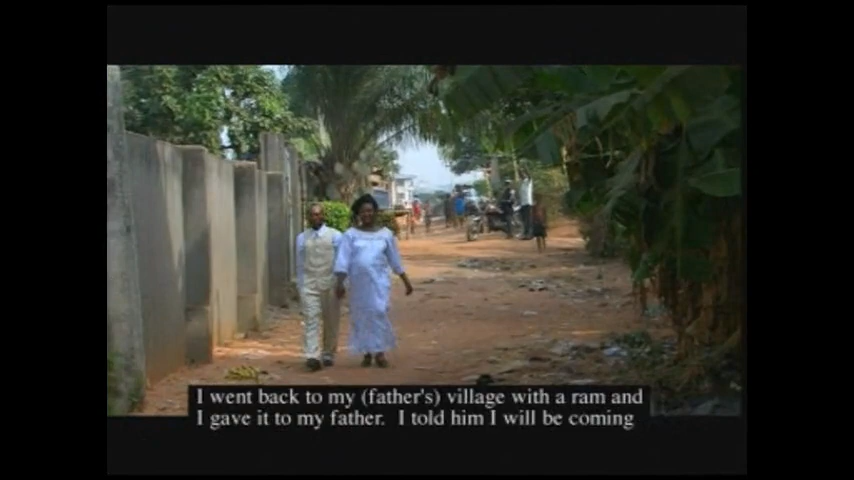 I went back to my (father's) village with a ram and
I gave it to my father.  I told him I will be coming